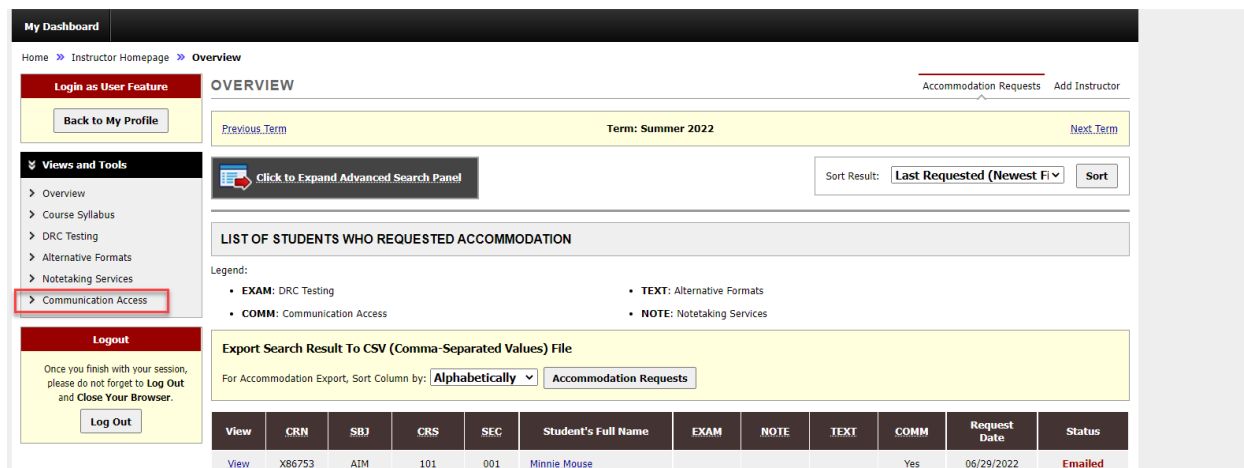 My Dashboard
Home » Instructor Homepage » Overview
Login as User Feature
Back to My Profile
Views and Tools
Overview
Course Syllabus
DRC Testing
Alternative Formats
Notetaking Services
Communication Access
Logout
Once you finish with your session,
please do not forget to Log Out
and Close Your Browser.
Log Out
OVERVIEW
Accommodation Requests Add Instructor
Previous Term Term: Summer 2022 Next Term
Click to Expand Advanced Search Panel
Sort Result: Last Requested (Newest Fi Sort
LIST OF STUDENTS WHO REQUESTED ACCOMMODATION
Legend:
• EXAM: DRC Testing • TEXT: Alternative Formats
• COMM: Communication Access • NOTE: Notetaking Services
Export Search Result To CSV (Comma-Separated Values) File
For Accommodation Export, Sort Column by: Alphabetically Accommodation Requests
View CRN SBJ CRS SEC Student's Full Name EXAM NOTE TEXT COMM Request Date Status
View X86753 AIM 101 001 Minnie Mouse Yes 06/29/2022 Emailed